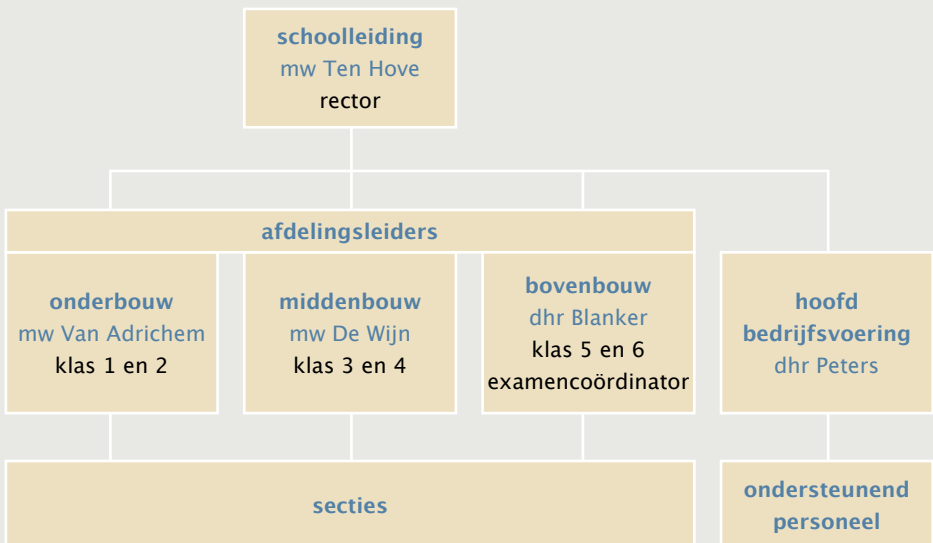 schoolleiding
mw Ten Hove
rector
afdelingsleiders
onderbouw
mw Van Adrichem
klas 1 en 2
middenbouw
mw De Wijn
klas 3 en 4
bovenbouw
dhr Blanker
klas 5 en 6
examencoördinator
hoofd
bedrijfsvoering
dhr Peters
secties
ondersteunend
personeel